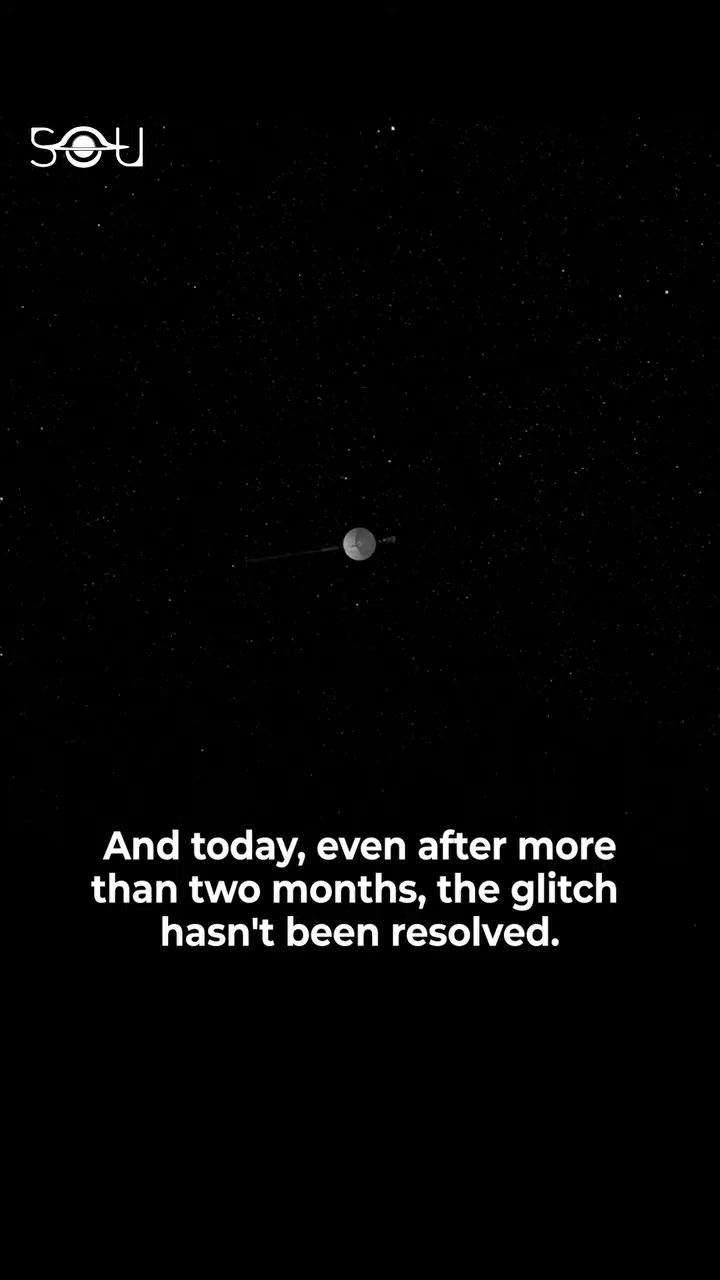 SOU
And today, even after more
than two months, the glitch
hasn't been resolved.